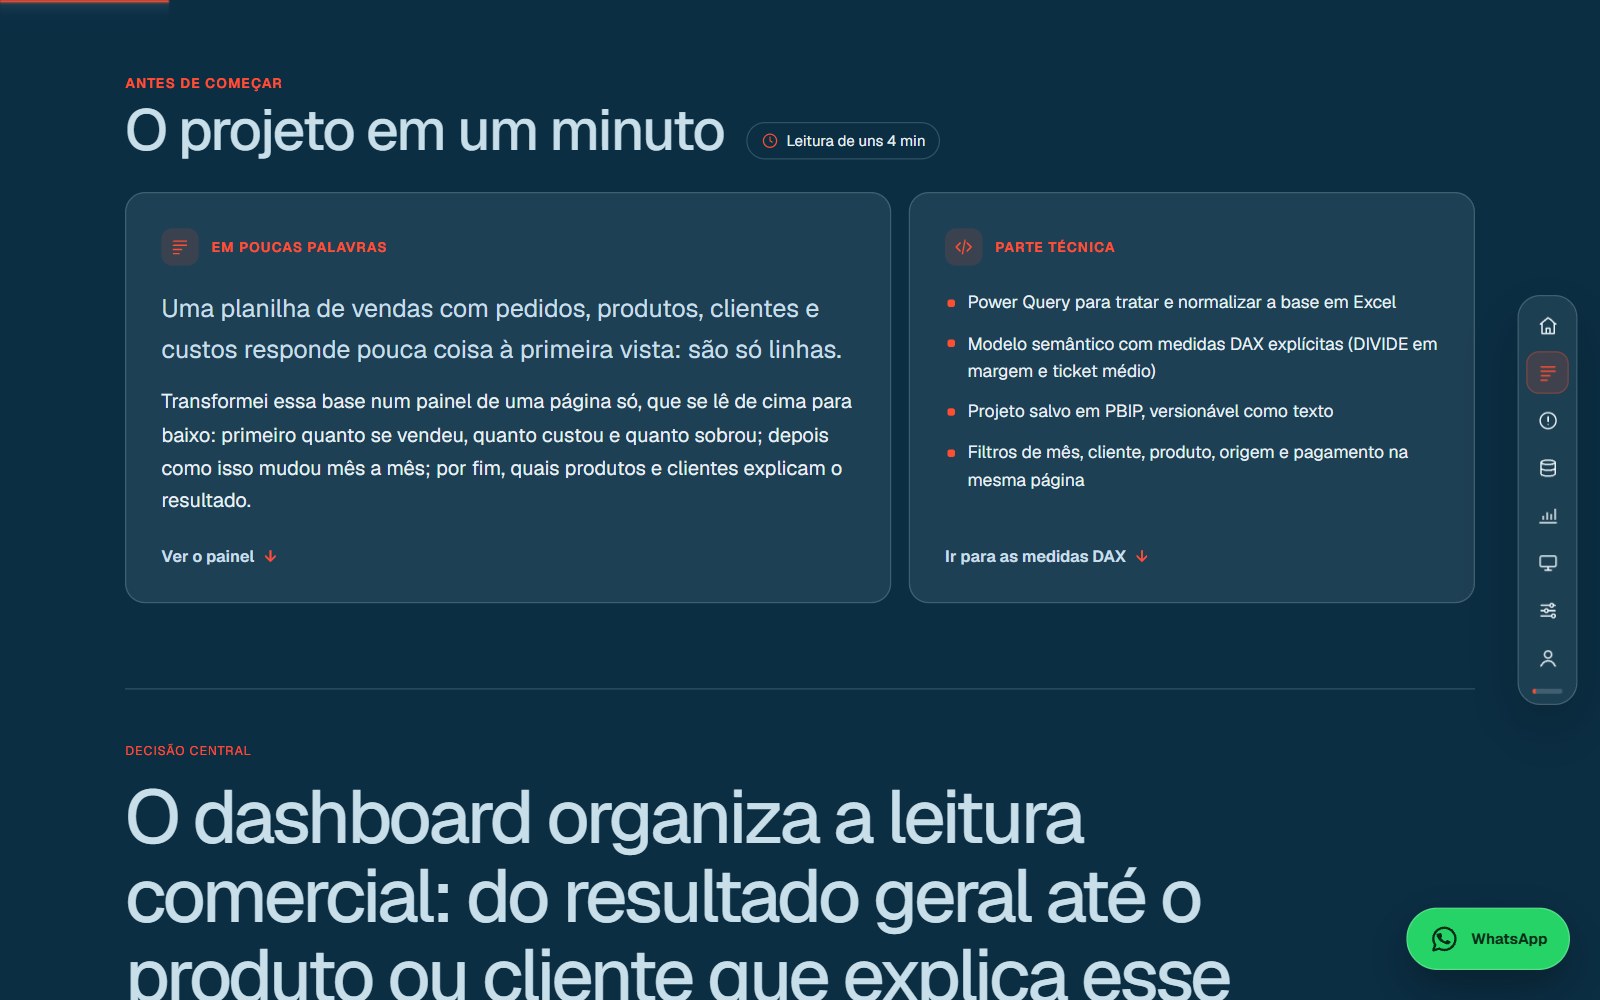 ANTES DE COMEÇAR
O projeto em um minuto
Leitura de uns 4 min
EM POUCAS PALAVRAS
Uma planilha de vendas com pedidos, produtos, clientes e
custos responde pouca coisa à primeira vista: são só linhas.
Transformei essa base num painel de uma página só, que se lê de cima para
baixo: primeiro quanto se vendeu, quanto custou e quanto sobrou; depois
como isso mudou mês a mês; por fim, quais produtos e clientes explicam o
resultado.
Ver o painel
PARTE TÉCNICA
Power Query para tratar e normalizar a base em Excel
Modelo semântico com medidas DAX explícitas (DIVIDE em
margem e ticket médio)
Projeto salvo em PBIP, versionável como texto
Filtros de mês, cliente, produto, origem e pagamento na
mesma página
Ir para as medidas DAX
DECISÃO CENTRAL
O dashboard organiza a leitura
comercial: do resultado geral até o
produto ou cliente que explica esse
WhatsApp